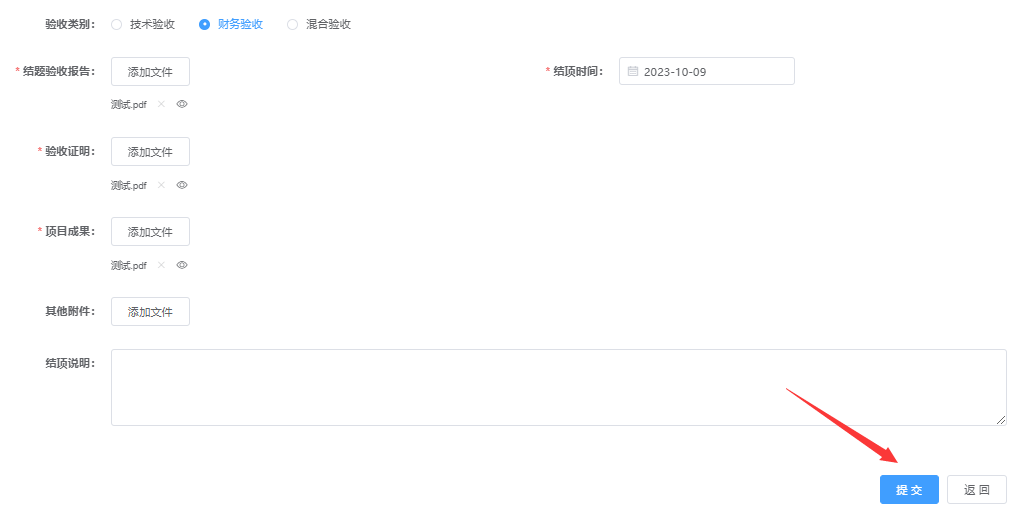 验收类别： 技术验收 财务验收 混合验收
* 结题验收报告： 添加文件 * 结顶时间： 2023-10-09
测试.pdf
* 验收证明： 添加文件
测试.pdf
* 项目成果： 添加文件
测试.pdf
其他附件： 添加文件
结顶说明：
提 交 返 回